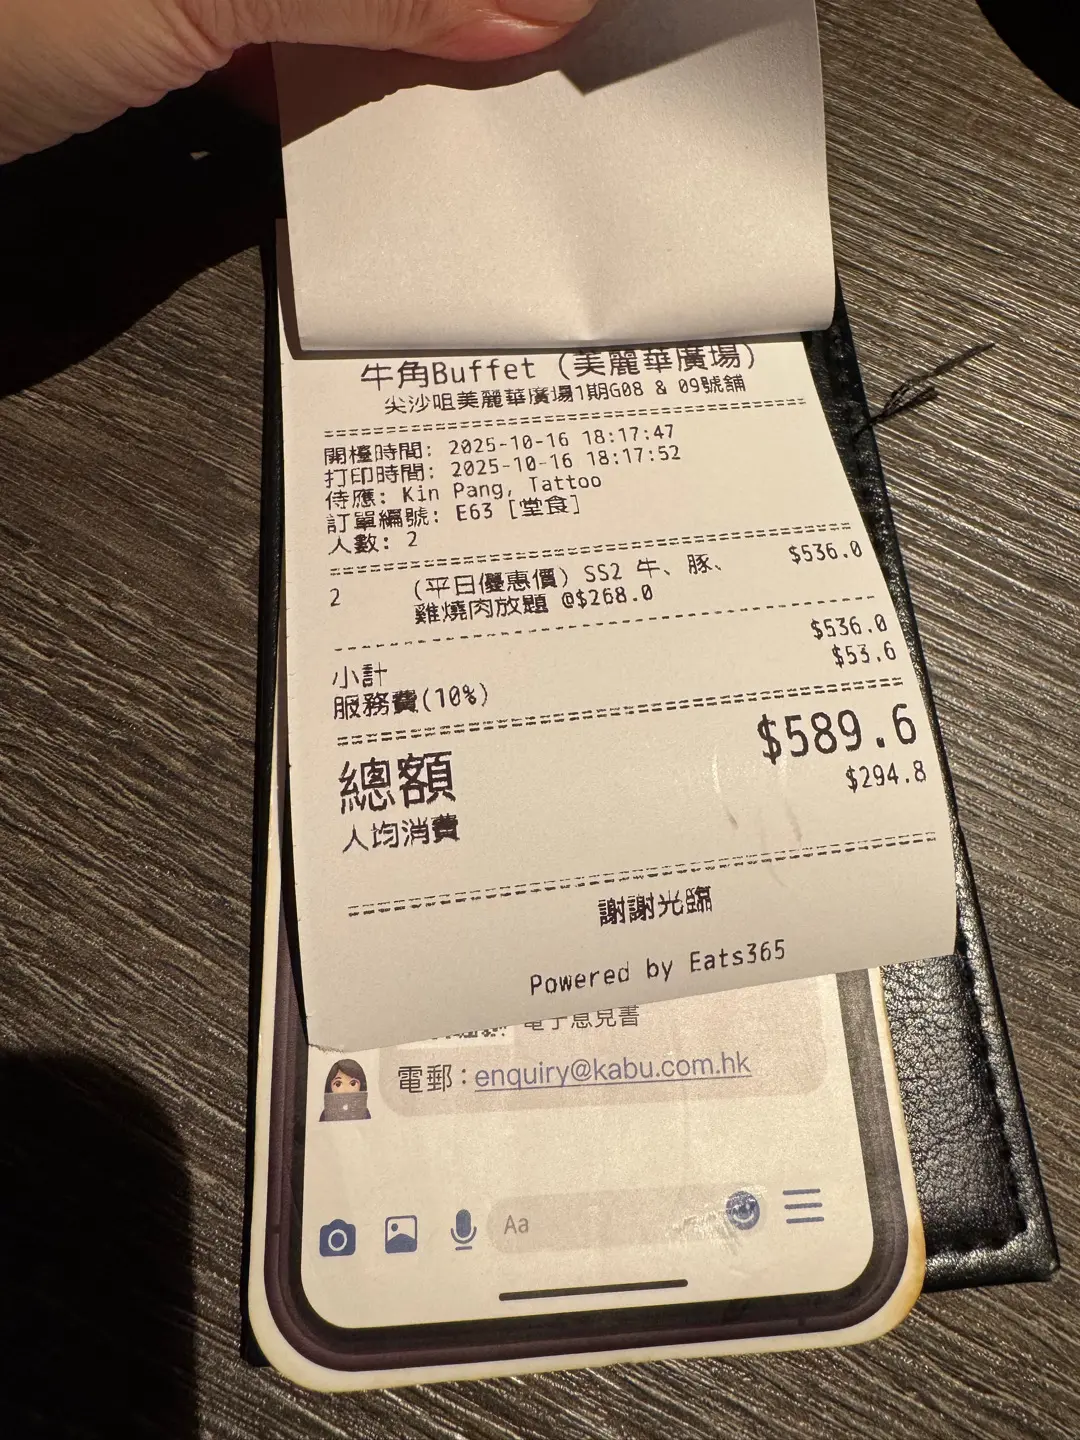 牛角Buffet (美麗華廣場)
尖沙咀美麗華廣場1期G08 & 09號舖
開檯時間: 2025-10-16 18:17:47
打印時間: 2025-10-16 18:17:52
侍應: Kin Pang, Tattoo
訂單編號: E63 [堂食]
人數: 2
2 (平日優惠價) SS2 牛、豚、 $536.0
雞燒肉放題 @$268.0
小計 $536.0
服務費(10%) $53.6
總額 $589.6
人均消費 $294.8
謝謝光臨
Powered by Eats365
電子意見書
電郵：enquiry@kabu.com.hk
Aa